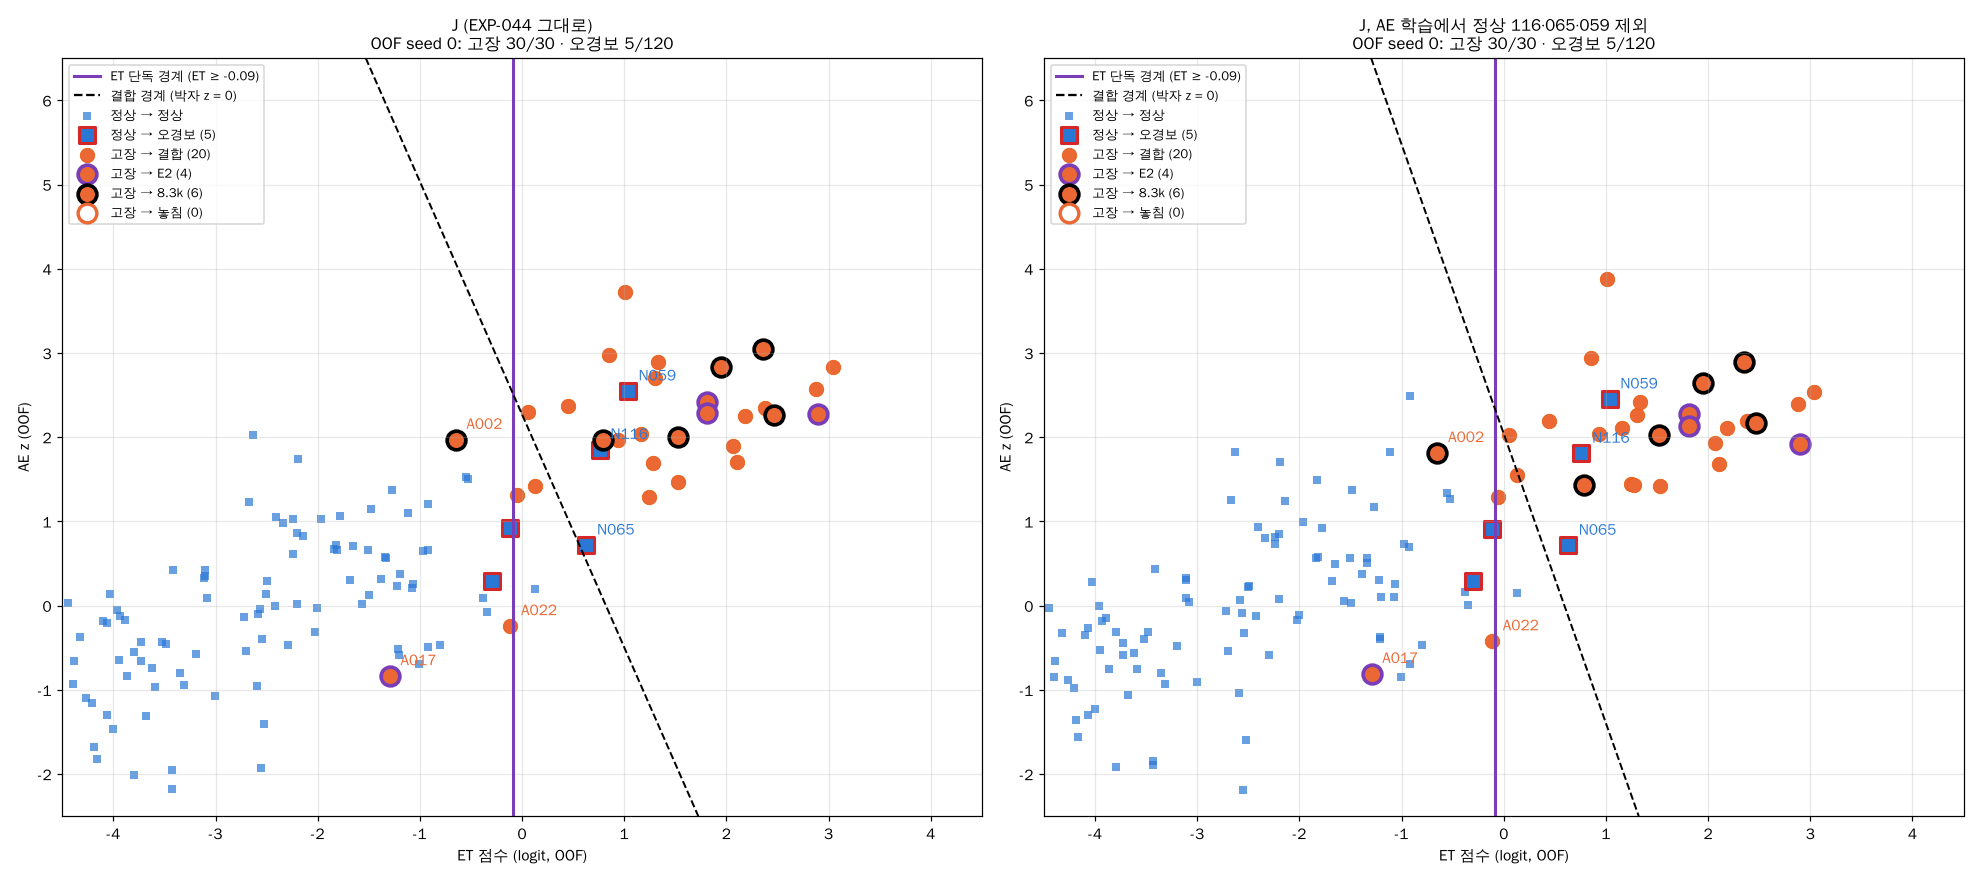 J (EXP-044 그대로)
OOF seed 0: 고장 30/30 · 오경보 5/120
ET 단독 경계 (ET ≥ -0.09)
결합 경계 (박자 z = 0)
정상 → 정상
정상 → 오경보 (5)
고장 → 결합 (20)
고장 → E2 (4)
고장 → 8.3k (6)
고장 → 놓침 (0)
N059
A002
N116
N065
A022
A017
6
5
4
3
2
1
0
-1
-2
AE z (OOF)
-4
-3
-2
-1
0
1
2
3
4
ET 점수 (logit, OOF)
J, AE 학습에서 정상 116·065·059 제외
OOF seed 0: 고장 30/30 · 오경보 5/120
ET 단독 경계 (ET ≥ -0.09)
결합 경계 (박자 z = 0)
정상 → 정상
정상 → 오경보 (5)
고장 → 결합 (20)
고장 → E2 (4)
고장 → 8.3k (6)
고장 → 놓침 (0)
N059
A002
N116
N065
A022
A017
6
5
4
3
2
1
0
-1
-2
AE z (OOF)
-4
-3
-2
-1
0
1
2
3
4
ET 점수 (logit, OOF)